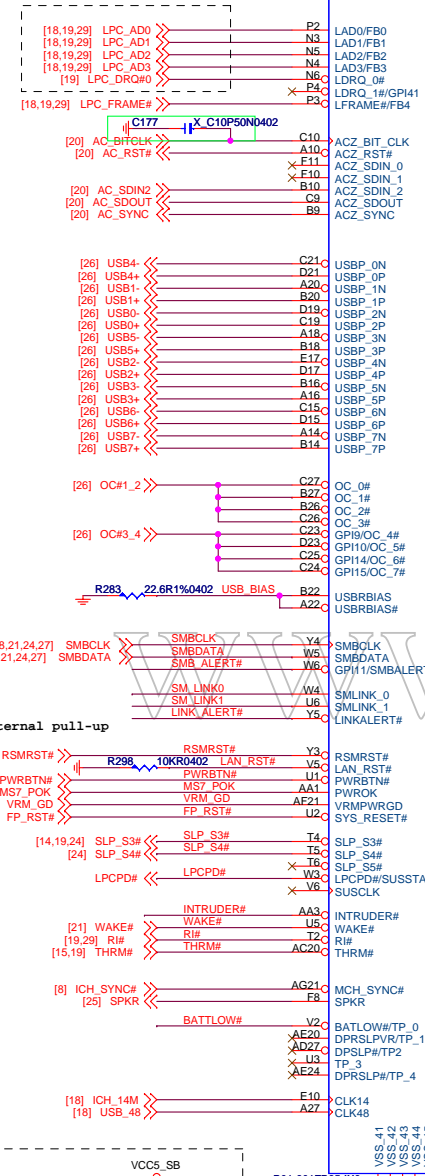 [18,19,29] LPC_AD0 P2 LAD0/FB0
[18,19,29] LPC_AD1 N3 LAD1/FB1
[18,19,29] LPC_AD2 N5 LAD2/FB2
[18,19,29] LPC_AD3 N4 LAD3/FB3
[19] LPC_DRQ#0 N6 LDRQ_0#
P4 LDRQ_1#/GPI41
[18,19,29] LPC_FRAME# P3 LFRAME#/FB4
C177 X_C10P50N0402
[20] AC_BITCLK C10 ACZ_BIT_CLK
[20] AC_RST# A10 ACZ_RST#
F11 ACZ_SDIN_0
F10 ACZ_SDIN_1
[20] AC_SDIN2 B10 ACZ_SDIN_2
[20] AC_SDOUT C9 ACZ_SDOUT
[20] AC_SYNC B9 ACZ_SYNC
[26] USB4- C21 USBP_0N
[26] USB4+ D21 USBP_0P
[26] USB1- A20 USBP_1N
[26] USB1+ B20 USBP_1P
[26] USB0- D19 USBP_2N
[26] USB0+ C19 USBP_2P
[26] USB5- A18 USBP_3N
[26] USB5+ B18 USBP_3P
[26] USB2- E17 USBP_4N
[26] USB2+ D17 USBP_4P
[26] USB3- B16 USBP_5N
[26] USB3+ A16 USBP_5P
[26] USB6- C15 USBP_6N
[26] USB6+ D15 USBP_6P
[26] USB7- A14 USBP_7N
[26] USB7+ B14 USBP_7P
[26] OC#1_2 C27 OC_0#
B27 OC_1#
B26 OC_2#
C26 OC_3#
[26] OC#3_4 C23 GPI9/OC_4#
D23 GPI10/OC_5#
C25 GPI14/OC_6#
C24 GPI15/OC_7#
R283 22.6R1%0402 USB_BIAS B22 USBRBIAS
A22 USBRBIAS#
8,21,24,27] SMBCLK SMBCLK Y4 SMBCLK
21,24,27] SMBDATA SMBDATA W5 SMBDATA
SMB_ALERT# W6 GPI11/SMBALERT
SM_LINK0 W4 SMLINK_0
SM_LINK1 U6 SMLINK_1
LINK_ALERT# Y5 LINKALERT#
ternal pull-up
RSMRST# RSMRST# Y3 RSMRST#
R298 10KR0402 LAN_RST# V5 LAN_RST#
PWRBTN# PWRBTN# U1 PWRBTN#
MS7_POK MS7_POK AA1 PWROK
VRM_GD VRM_GD AF21 VRMPWRGD
FP_RST# FP_RST# U2 SYS_RESET#
[14,19,24] SLP_S3# SLP_S3# T4 SLP_S3#
[24] SLP_S4# SLP_S4# T5 SLP_S4#
T6 SLP_S5#
LPCPD# LPCPD# W3 LPCPD#/SUSSTA
V6 SUSCLK
INTRUDER# AA3 INTRUDER#
[21] WAKE# WAKE# U5 WAKE#
[19,29] RI# RI# T2 RI#
[15,19] THRM# THRM# AC20 THRM#
[8] ICH_SYNC# AG21 MCH_SYNC#
[25] SPKR F8 SPKR
BATTLOW# V2 BATLOW#/TP_0
AE20 DPRSLPVR/TP_1
AD27 DPSLP#/TP2
U3 TP_3
AE24 DPRSLP#/TP_4
[18] ICH_14M E10 CLK14
[18] USB_48 A27 CLK48
VSS_41
VSS_42
VSS_43
VSS_44
VCC5_SB